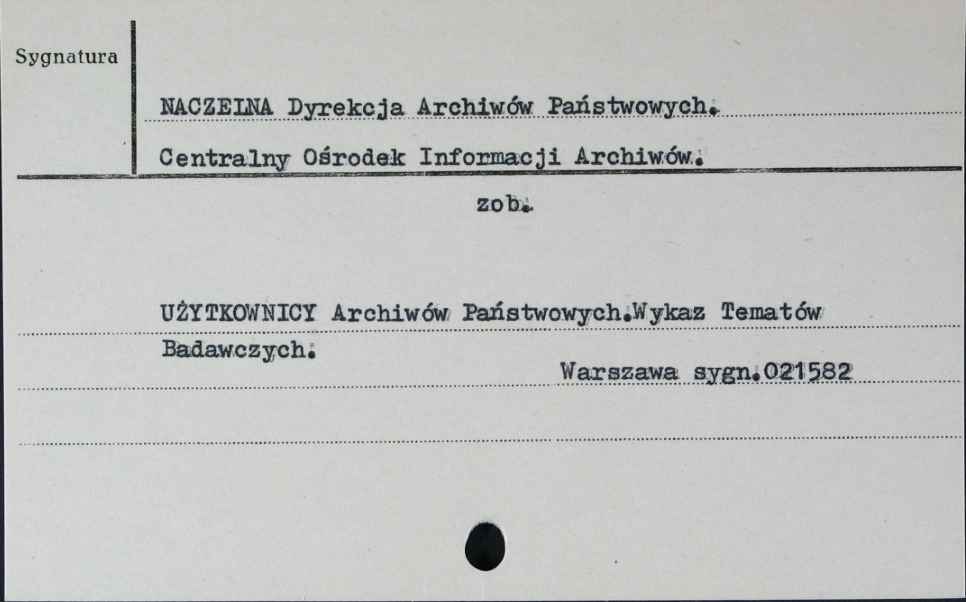 Sygnatura
NACZELNA Dyrekcja Archiwów Państwowych.
Centralny Ośrodek Informacji Archiwów.
zob.
UŻYTKOWNICY Archiwów Państwowych.Wykaz Tematów
Badawczych.
Warszawa sygn.021582